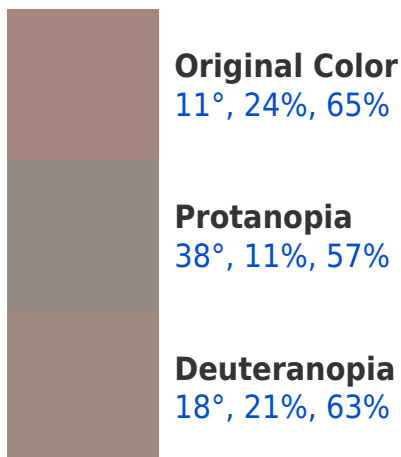 Original Color
11°, 24%, 65%
Protanopia
38°, 11%, 57%
Deuteranopia
18°, 21%, 63%